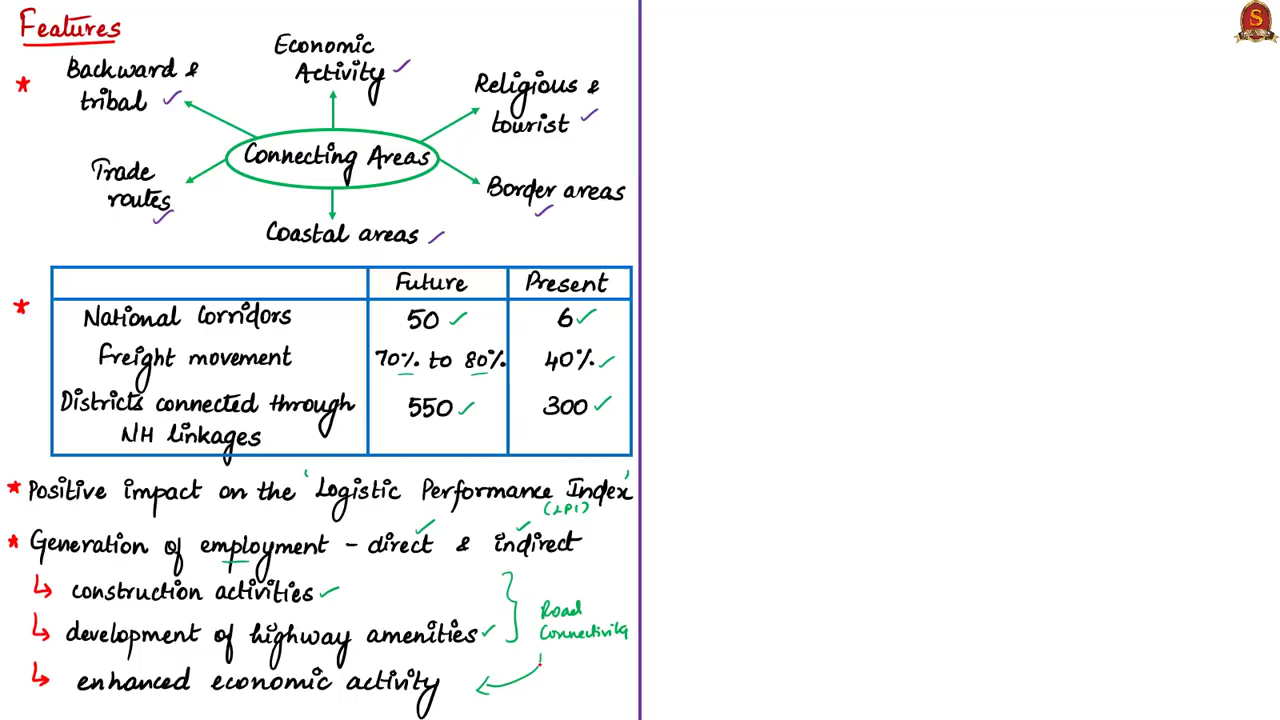 Features
* Backward &
tribal ✓
Economic
Activity ✓
Religious &
tourist ✓
Connecting Areas
Trade
routes ✓
Border areas ✓
Coastal areas ✓
* Future Present
National Corridors 50 ✓ 6 ✓
Freight movement 70% to 80% 40% ✓
Districts connected through 550 ✓ 300 ✓
NH linkages
* Positive impact on the 'Logistic Performance Index'
(LPI)
* Generation of employment - direct ✓ & indirect ✓
↳ construction activities ✓
↳ development of highway amenities ✓
Road
Connectivity
↳ enhanced economic activity
S